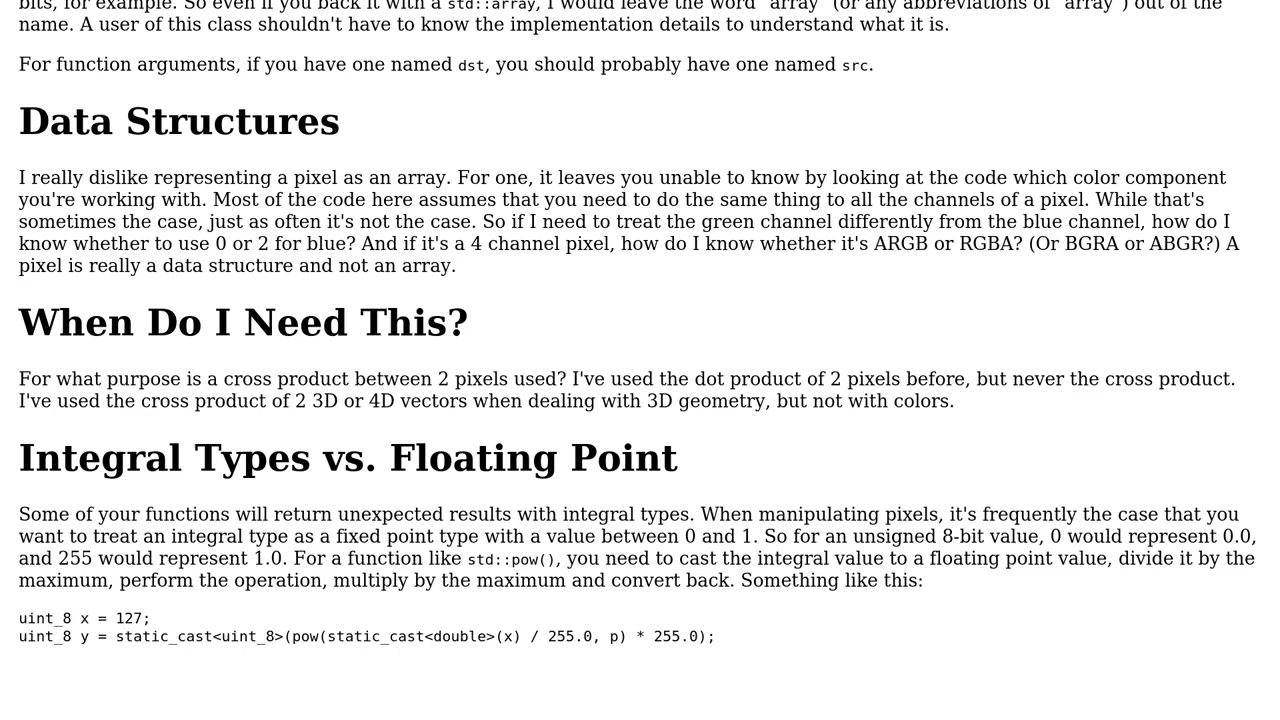 bits, for example. So even if you back it with a std::array, I would leave the word "array" (or any abbreviations of "array") out of the
name. A user of this class shouldn't have to know the implementation details to understand what it is.
For function arguments, if you have one named dst, you should probably have one named src.
Data Structures
I really dislike representing a pixel as an array. For one, it leaves you unable to know by looking at the code which color component
you're working with. Most of the code here assumes that you need to do the same thing to all the channels of a pixel. While that's
sometimes the case, just as often it's not the case. So if I need to treat the green channel differently from the blue channel, how do I
know whether to use 0 or 2 for blue? And if it's a 4 channel pixel, how do I know whether it's ARGB or RGBA? (Or BGRA or ABGR?) A
pixel is really a data structure and not an array.
When Do I Need This?
For what purpose is a cross product between 2 pixels used? I've used the dot product of 2 pixels before, but never the cross product.
I've used the cross product of 2 3D or 4D vectors when dealing with 3D geometry, but not with colors.
Integral Types vs. Floating Point
Some of your functions will return unexpected results with integral types. When manipulating pixels, it's frequently the case that you
want to treat an integral type as a fixed point type with a value between 0 and 1. So for an unsigned 8-bit value, 0 would represent 0.0,
and 255 would represent 1.0. For a function like std::pow(), you need to cast the integral value to a floating point value, divide it by the
maximum, perform the operation, multiply by the maximum and convert back. Something like this:
uint_8 x = 127;
uint_8 y = static_cast<uint_8>(pow(static_cast<double>(x) / 255.0, p) * 255.0);